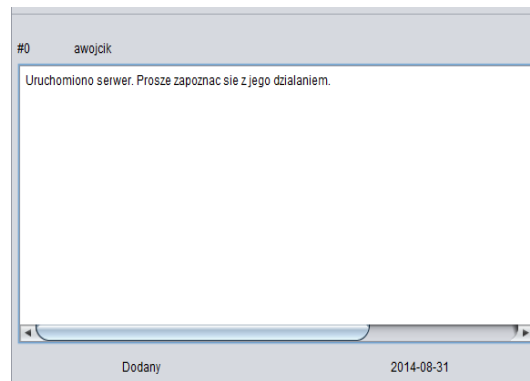 #0 awojcik
Uruchomiono serwer. Prosze zapoznac sie z jego dzialaniem.
Dodany 2014-08-31